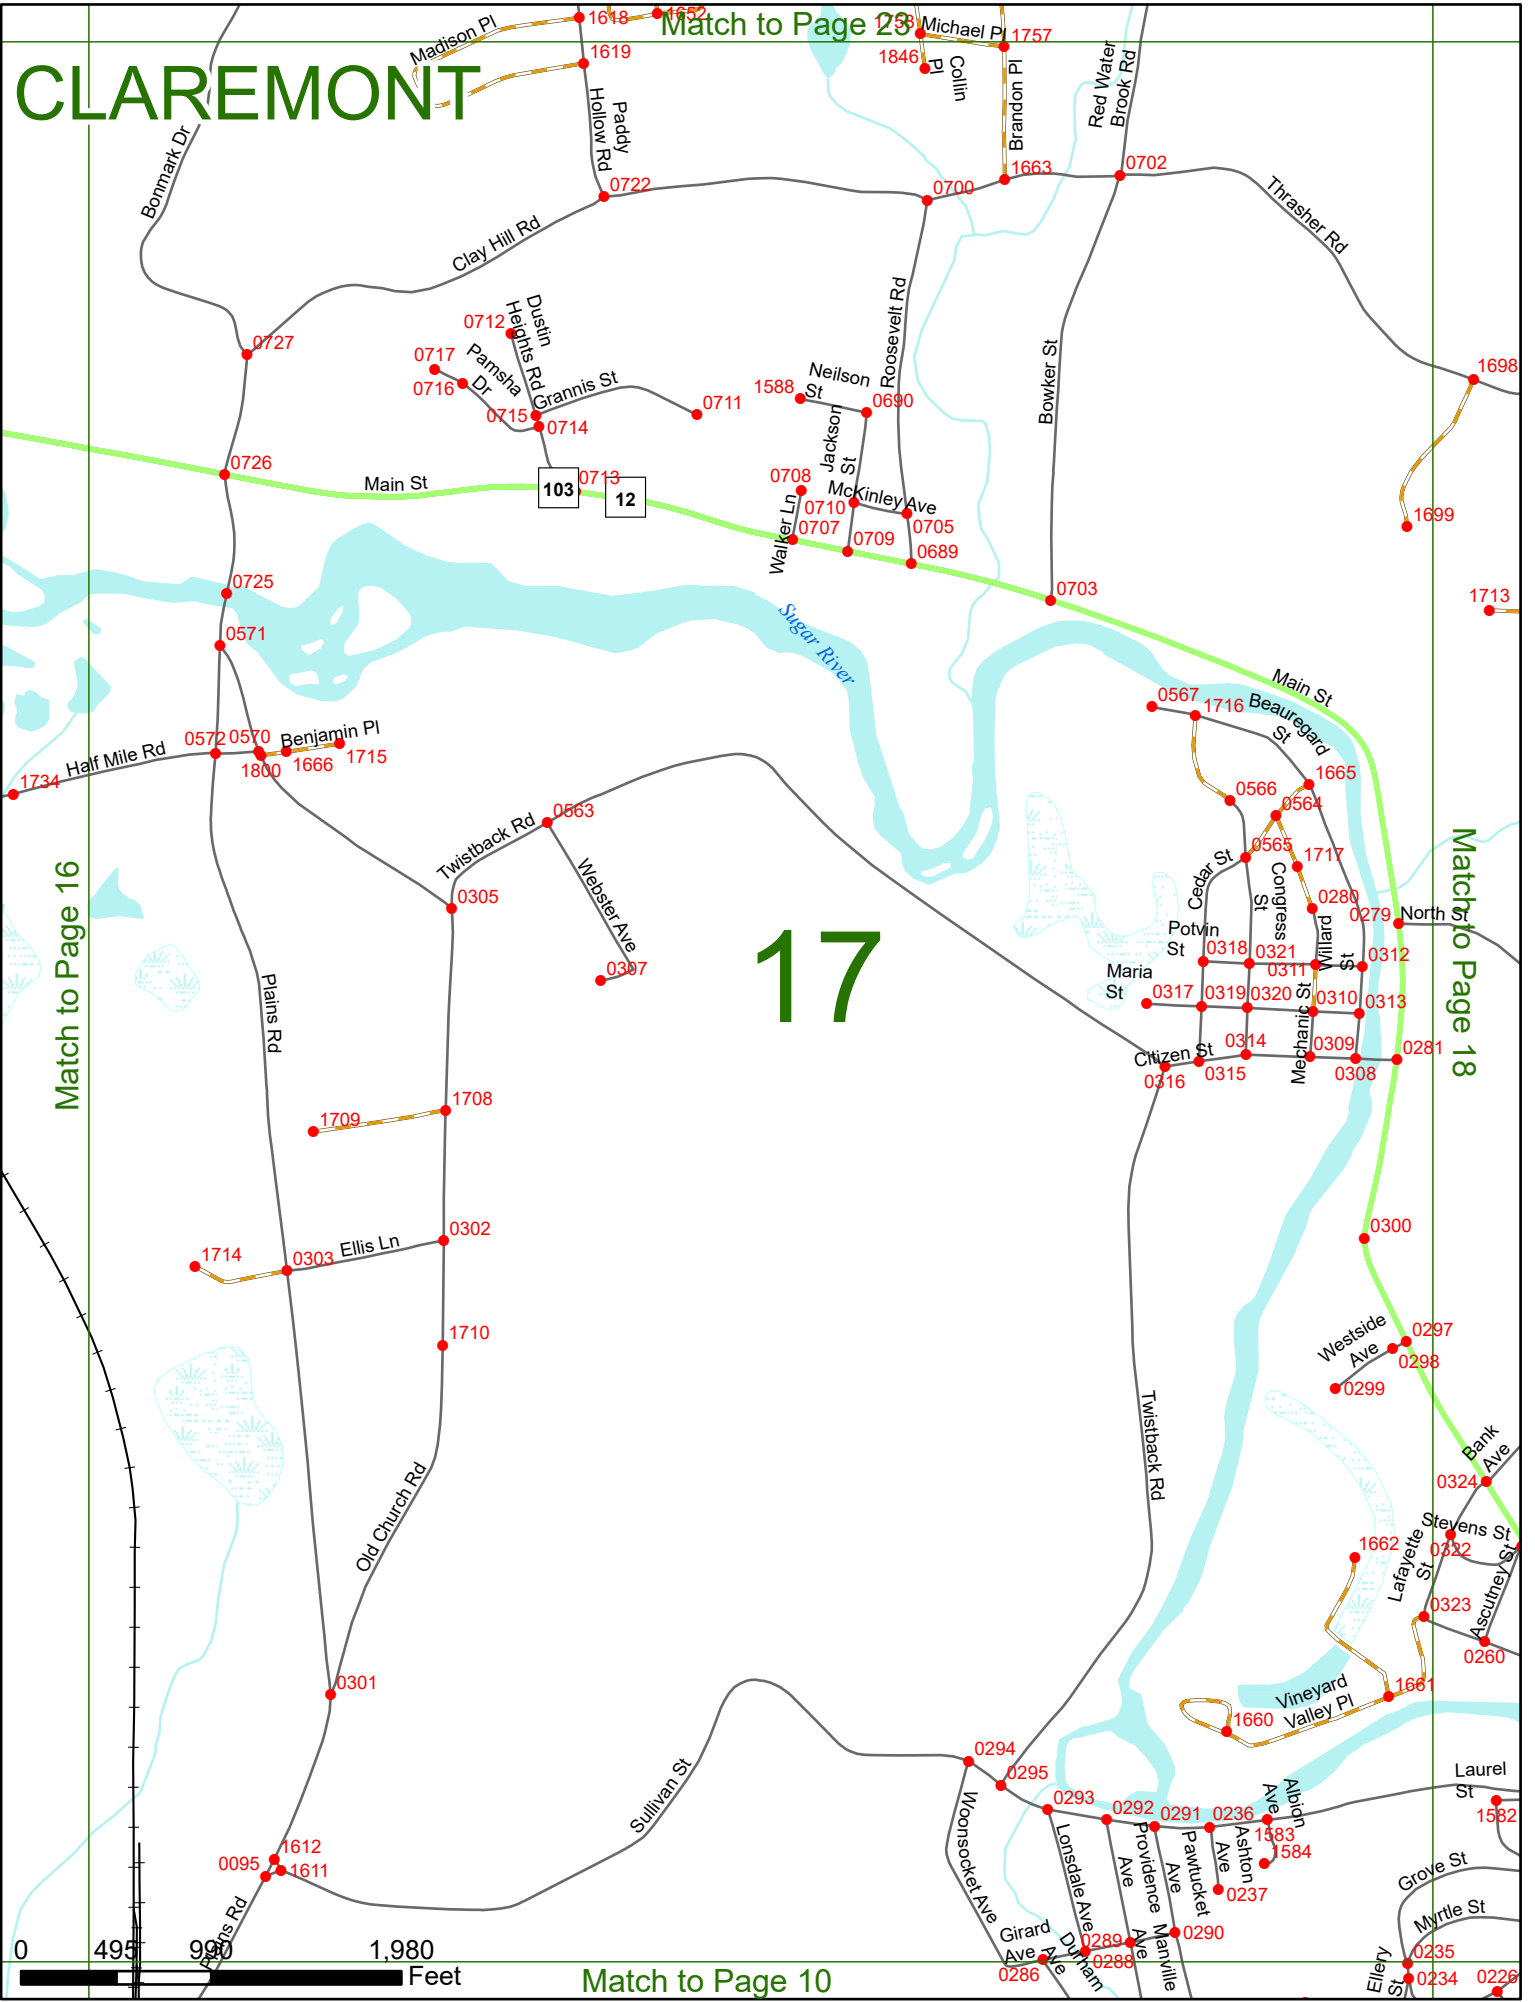 Match to Page 23
CLAREMONT
Madison Pl
1618
1652
1619
1753
Michael Pl
1757
1846
Collin
Pl
Brandon Pl
Red Water
Brook Rd
Paddy
Hollow Rd
Bonmark Dr
0722
0700
1663
0702
Thrasher Rd
Clay Hill Rd
0727
0712
Dustin
Heights Rd
0717
0716
Pamsha
Dr
Grannis St
0715
0714
0711
1588
Neilson
St
0690
Roosevelt Rd
Bowker St
1698
1699
0726
Main St
103
0713
12
0708
Walker Ln
0707
Jackson
St
0710
McKinley Ave
0705
0709
0689
0703
1713
0725
0571
Sugar River
Main St
0567
1716
Beauregard
St
1734
Half Mile Rd
0572
0570
Benjamin Pl
1800
1666
1715
1665
0566
0564
0563
Twistback Rd
Webster Ave
0565
1717
Cedar St
Congress
St
0280
0279
North St
Match to Page 16
Match to Page 18
0305
17
0307
Potvin
St
0318
0321
0311
Willard
St
0312
Maria
St
0317
0319
0320
0310
0313
Mechanic St
Plains Rd
Citizen St
0316
0315
0314
0309
0308
0281
1708
1709
0302
Ellis Ln
0303
1714
0300
1710
Westside
Ave
0297
0298
0299
Twistback Rd
Bank
Ave
0324
Old Church Rd
Stevens St
0322
Lafayette
St
Ascutney St
1662
0323
0260
0301
1661
Vineyard
Valley Pl
1660
0294
0295
Laurel
St
1582
Sullivan St
Woonsocket Ave
0293
0292
0291
0236
Albion
Ave
1583
1584
Lonsdale Ave
Providence
Ave
Pawtucket
Ave
Ashton
Ave
0237
1612
0095
1611
Grove St
Myrtle St
Plains Rd
Girard
Ave
0286
Durham
Ave
0289
0288
0290
Manville
Ave
Ellery
St
0235
0234
0226
0
495
990
1,980
Feet
Match to Page 10